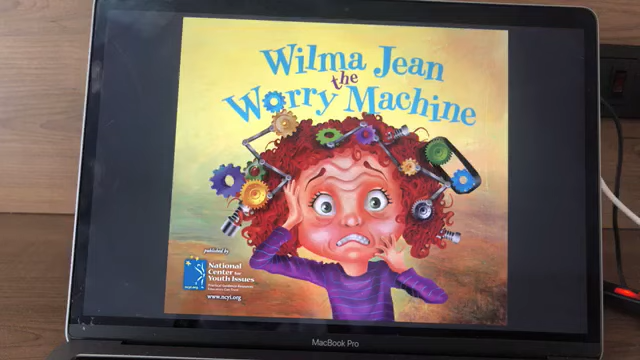 Wilma Jean
the
Worry Machine
published by
National
Center for
Youth Issues
www.ncyi.org
MacBook Pro